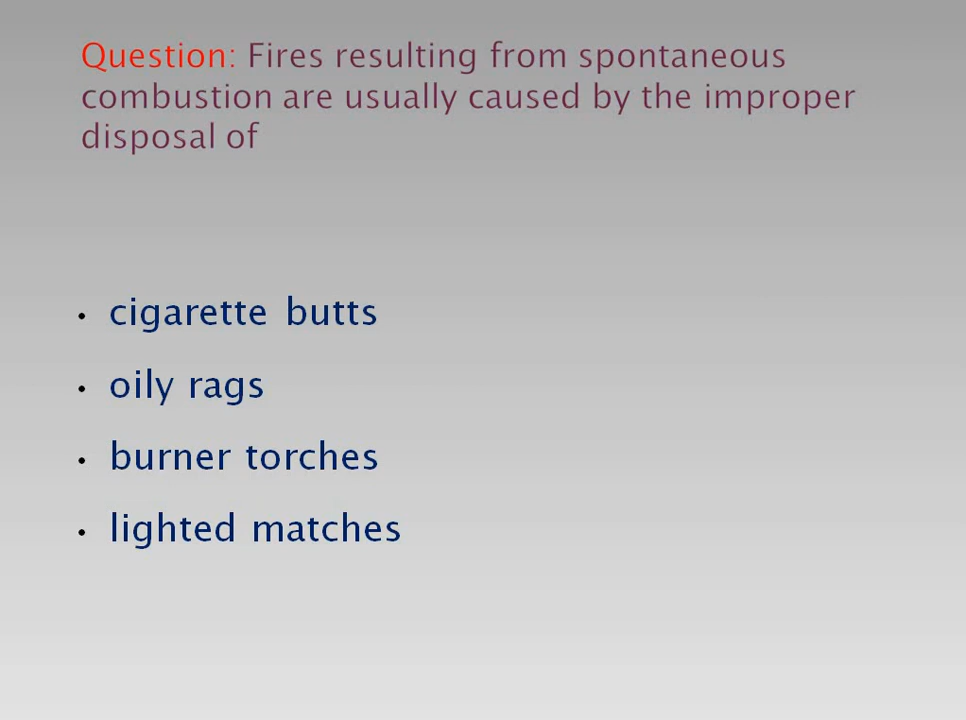 Question: Fires resulting from spontaneous
combustion are usually caused by the improper
disposal of
• cigarette butts
• oily rags
• burner torches
• lighted matches